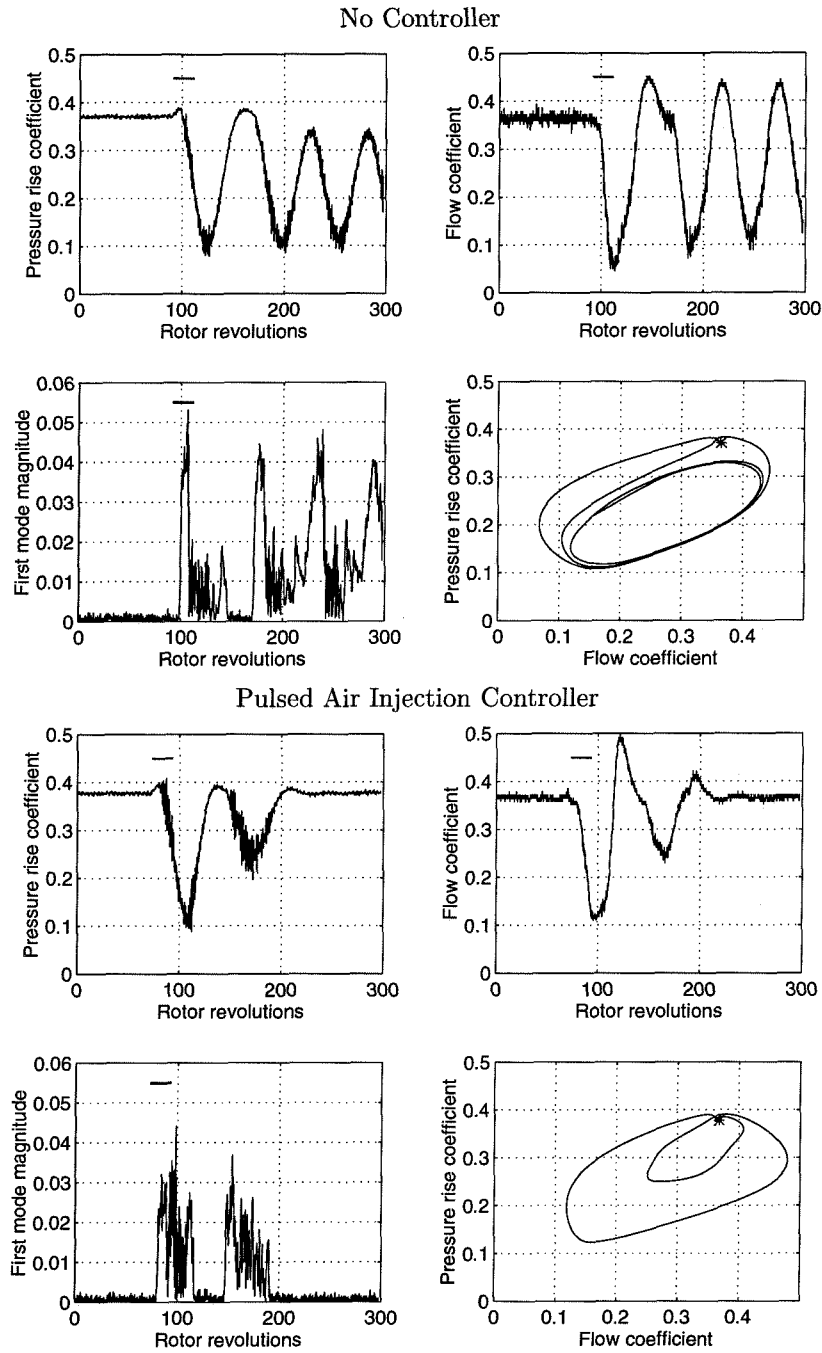 No Controller
0.5
0.4
0.3
0.2
0.1
0
0 100 200 300
Pressure rise coefficient
Rotor revolutions
0.5
0.4
0.3
0.2
0.1
0
0 100 200 300
Flow coefficient
Rotor revolutions
0.06
0.05
0.04
0.03
0.02
0.01
0
0 100 200 300
First mode magnitude
Rotor revolutions
0.5
0.4
0.3
0.2
0.1
0
0 0.1 0.2 0.3 0.4
Pressure rise coefficient
Flow coefficient
Pulsed Air Injection Controller
0.5
0.4
0.3
0.2
0.1
0
0 100 200 300
Pressure rise coefficient
Rotor revolutions
0.5
0.4
0.3
0.2
0.1
0
0 100 200 300
Flow coefficient
Rotor revolutions
0.06
0.05
0.04
0.03
0.02
0.01
0
0 100 200 300
First mode magnitude
Rotor revolutions
0.5
0.4
0.3
0.2
0.1
0
0 0.1 0.2 0.3 0.4
Pressure rise coefficient
Flow coefficient